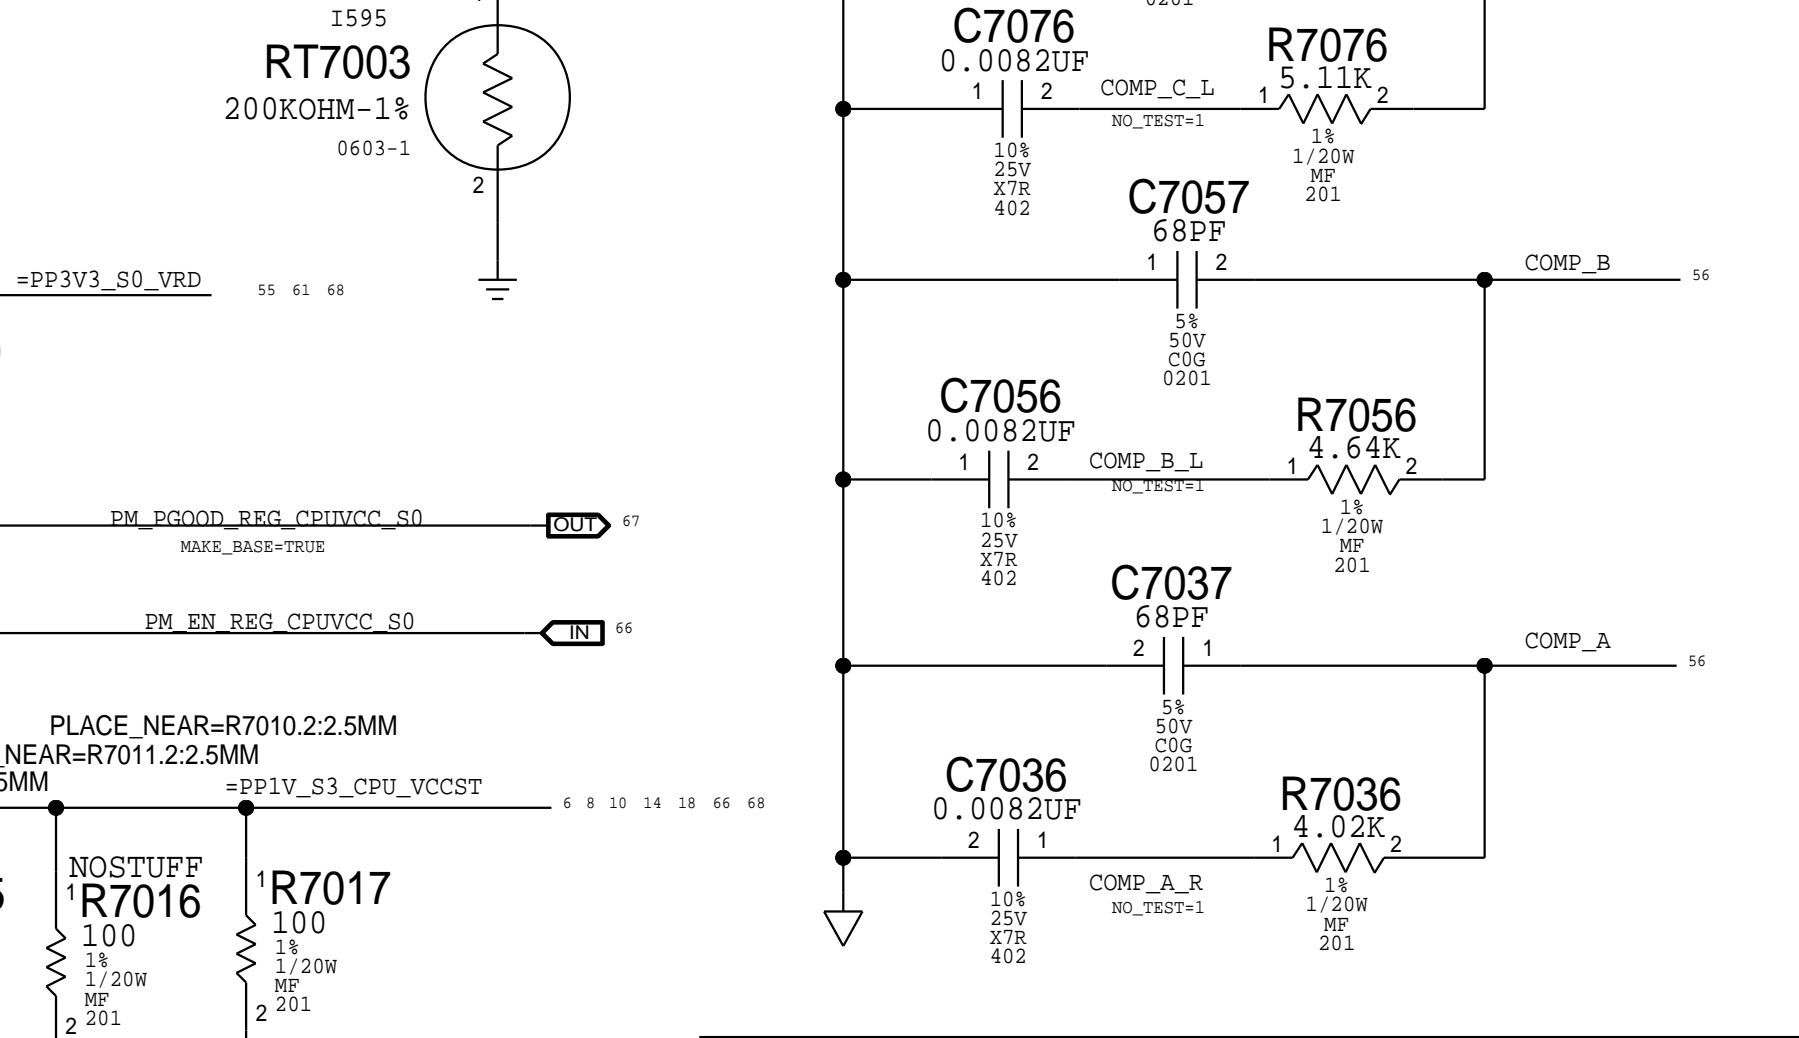 I595
RT7003
200KOHM-1%
0603-1
2
=PP3V3_S0_VRD
55 61 68
PM_PGOOD_REG_CPUVCC_S0
MAKE_BASE=TRUE
OUT
67
PM_EN_REG_CPUVCC_S0
IN
66
PLACE_NEAR=R7010.2:2.5MM
_NEAR=R7011.2:2.5MM
5MM
=PP1V_S3_CPU_VCCST
6 8 10 14 18 66 68
NOSTUFF
1
R7016
100
1%
1/20W
MF
201
2
1
R7017
100
1%
1/20W
MF
201
2
0201
C7076
0.0082UF
1 2
10%
25V
X7R
402
COMP_C_L
NO_TEST=1
R7076
5.11K
1 2
1%
1/20W
MF
201
C7057
68PF
1 2
5%
50V
C0G
0201
COMP_B
56
C7056
0.0082UF
1 2
10%
25V
X7R
402
COMP_B_L
NO_TEST=1
R7056
4.64K
1 2
1%
1/20W
MF
201
C7037
68PF
2 1
5%
50V
C0G
0201
COMP_A
56
C7036
0.0082UF
2 1
10%
25V
X7R
402
COMP_A_R
NO_TEST=1
R7036
4.02K
1 2
1%
1/20W
MF
201